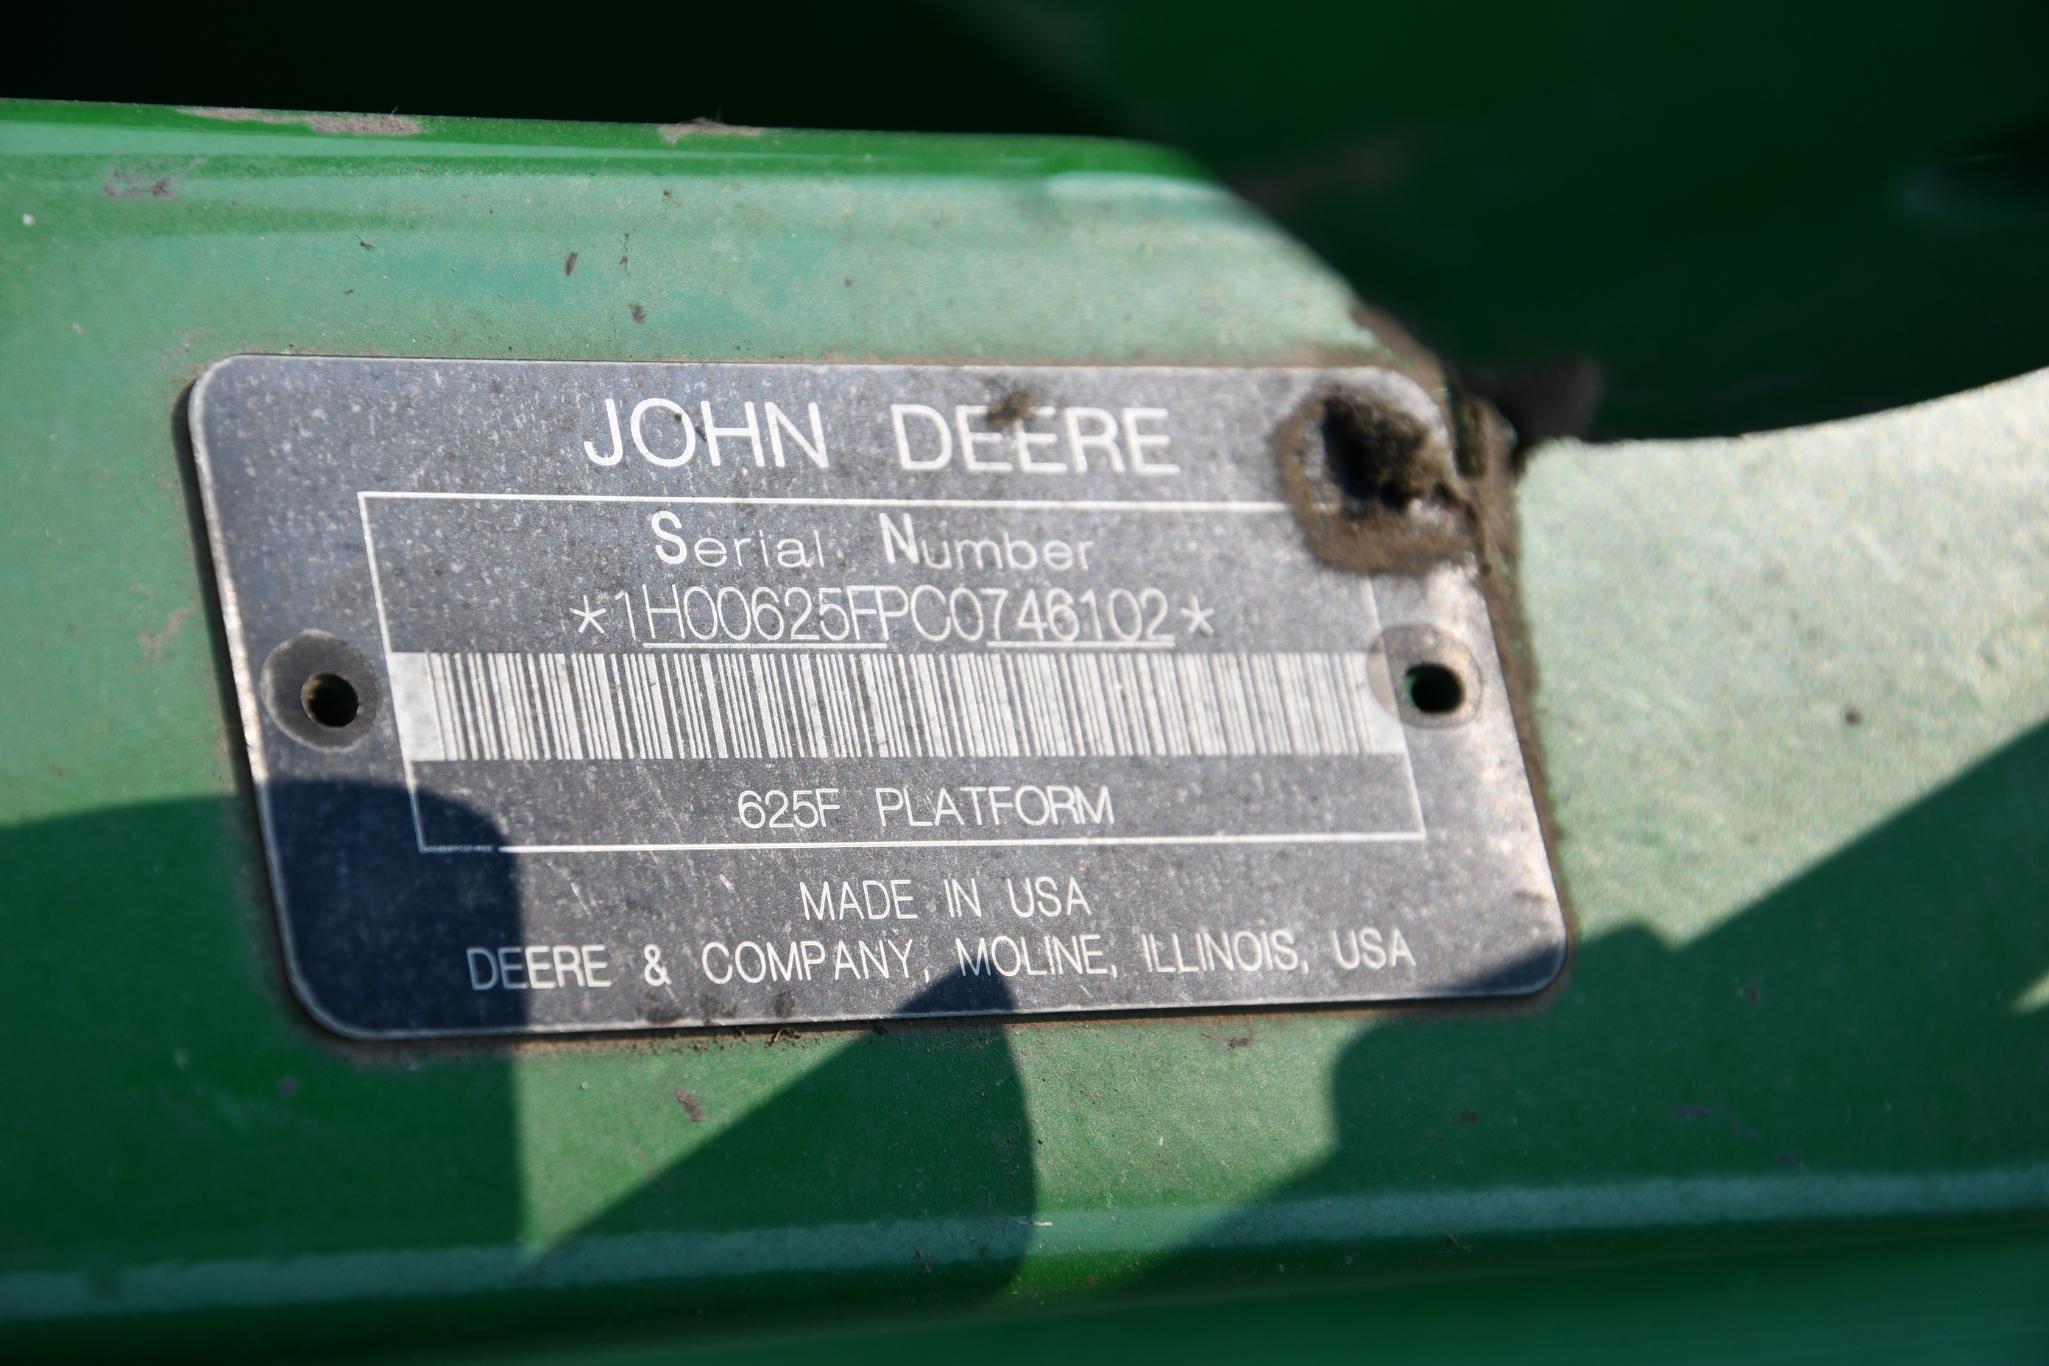 JOHN DEERE
Serial Number
*1H00625FPC0746102*
625F PLATFORM
MADE IN USA
DEERE & COMPANY, MOLINE, ILLINOIS, USA